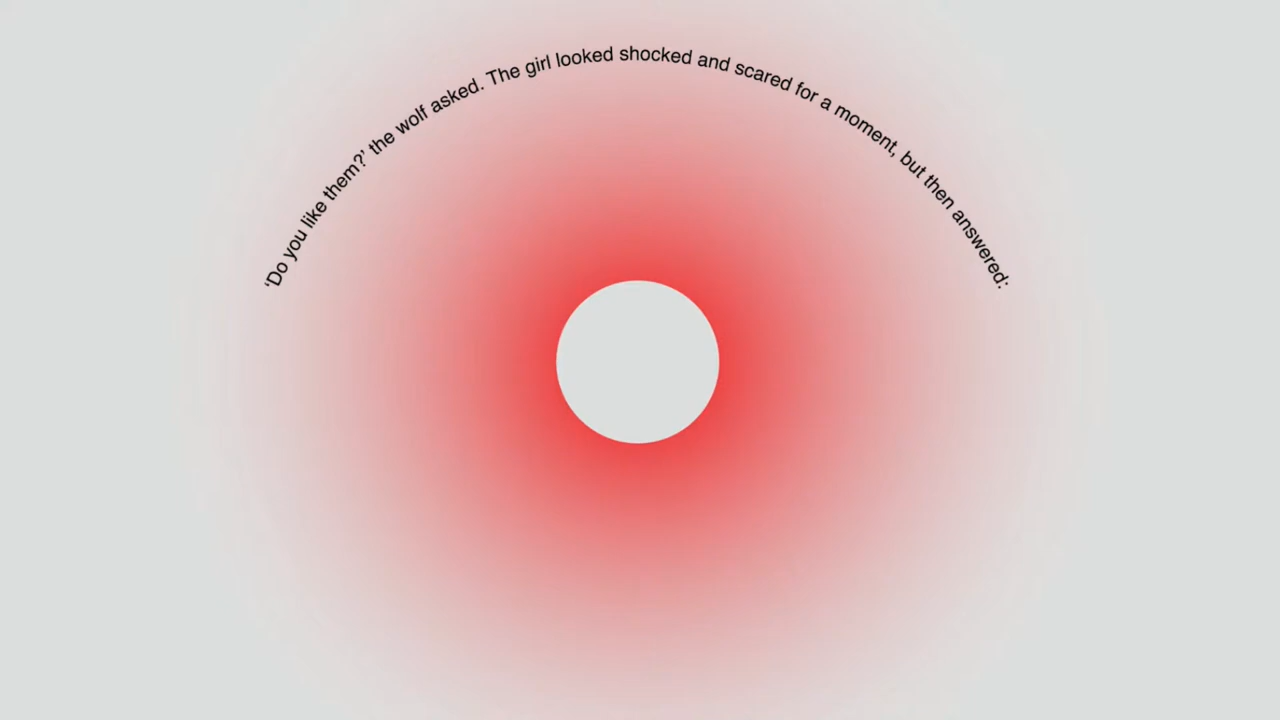 ‘Do you like them?’ the wolf asked. The girl looked shocked and scared for a moment, but then answered: